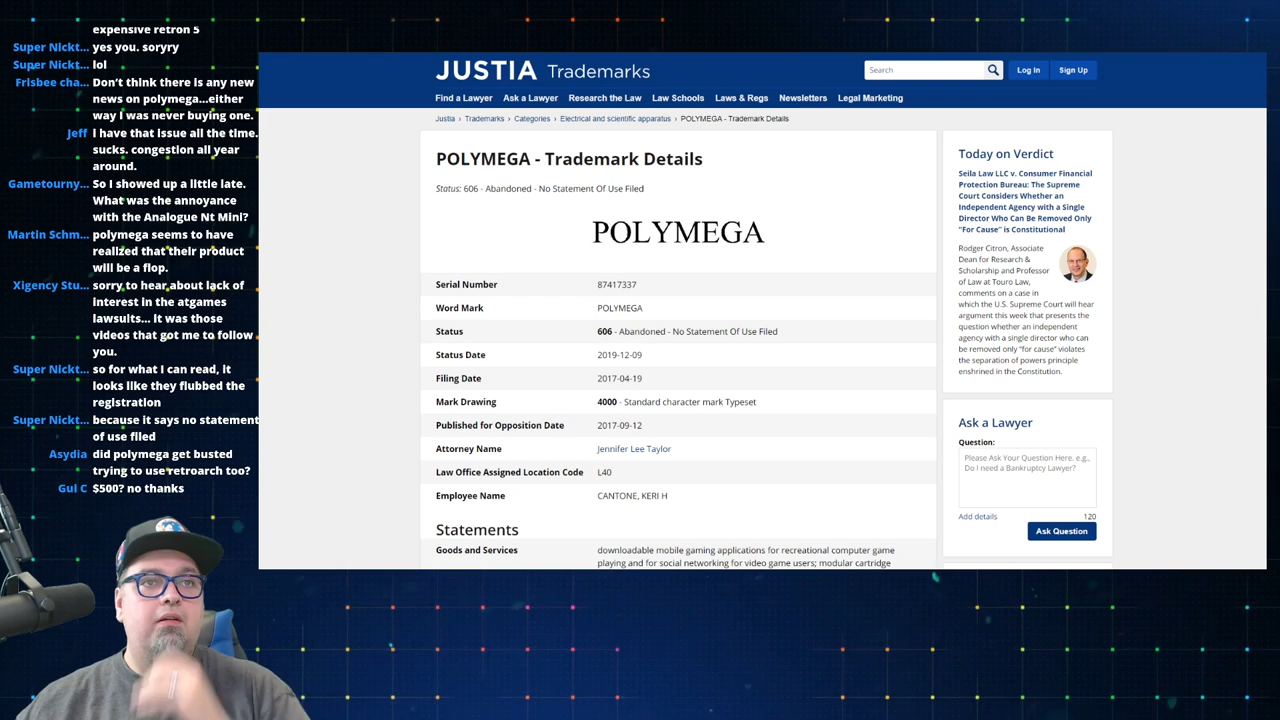 expensive retron 5
Super Nickt... yes you. soryry
Super Nickt... lol
Frisbee cha... Don't think there is any new
news on polymega...either
way I was never buying one.
Jeff I have that issue all the time.
sucks. congestion all year
around.
Gametourny... So I showed up a little late.
What was the annoyance
with the Analogue Nt Mini?
Martin Schm... polymega seems to have
realized that their product
will be a flop.
Xigency Stu... sorry to hear about lack of
interest in the atgames
lawsuits... It was those
videos that got me to follow
you.
Super Nickt... so for what i can read, it
looks like they flubbed the
registration
Super Nickt... because it says no statement
of use filed
Asydia did polymega get busted
trying to use retroarch too?
Gul C $500? no thanks
JUSTIA Trademarks
Search
Log In
Sign Up
Find a Lawyer Ask a Lawyer Research the Law Law Schools Laws & Regs Newsletters Legal Marketing
Justia › Trademarks › Categories › Electrical and scientific apparatus › POLYMEGA - Trademark Details
POLYMEGA - Trademark Details
Status: 606 - Abandoned - No Statement Of Use Filed
POLYMEGA
Serial Number 87417337
Word Mark POLYMEGA
Status 606 - Abandoned - No Statement Of Use Filed
Status Date 2019-12-09
Filing Date 2017-04-19
Mark Drawing 4000 - Standard character mark Typeset
Published for Opposition Date 2017-09-12
Attorney Name Jennifer Lee Taylor
Law Office Assigned Location Code L40
Employee Name CANTONE, KERI H
Statements
Goods and Services downloadable mobile gaming applications for recreational computer game
playing and for social networking for video game users; modular cartridge
Today on Verdict
Seila Law LLC v. Consumer Financial
Protection Bureau: The Supreme
Court Considers Whether an
Independent Agency with a Single
Director Who Can Be Removed Only
"For Cause" is Constitutional
Rodger Citron, Associate
Dean for Research &
Scholarship and Professor
of Law at Touro Law,
comments on a case in
which the U.S. Supreme Court will hear
argument this week that presents the
question whether an independent
agency with a single director who can
be removed only "for cause" violates
the separation of powers principle
enshrined in the Constitution.
Ask a Lawyer
Question:
Please Ask Your Question Here. e.g.,
Do I need a Bankruptcy Lawyer?
Add details 120
Ask Question